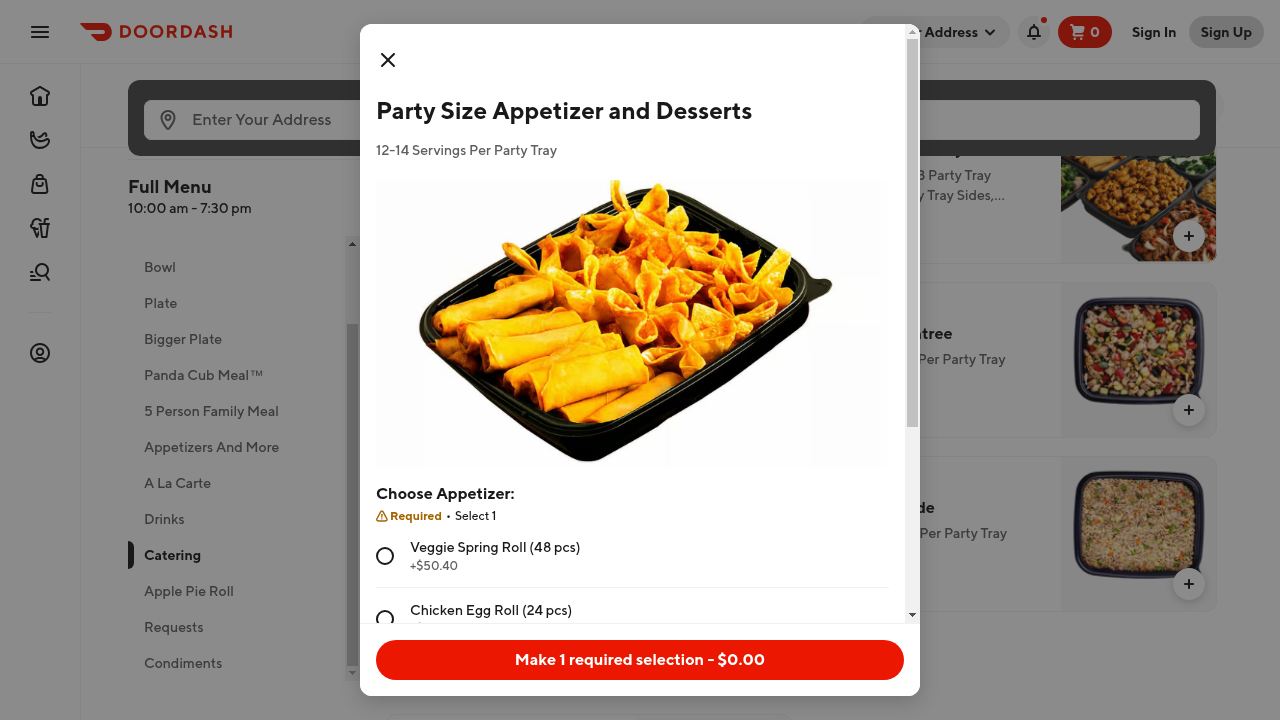 DOORDASH
Address
0
Sign In
Sign Up
Enter Your Address
Full Menu
10:00 am - 7:30 pm
Bowl
Plate
Bigger Plate
Panda Cub Meal™
5 Person Family Meal
Appetizers And More
A La Carte
Drinks
Catering
Apple Pie Roll
Requests
Condiments
Party Size Appetizer and Desserts
12-14 Servings Per Party Tray
Choose Appetizer:
Required • Select 1
Veggie Spring Roll (48 pcs)
+$50.40
Chicken Egg Roll (24 pcs)
Make 1 required selection - $0.00
Party Tray
Tray Sides,...
Per Party Tray
Per Party Tray